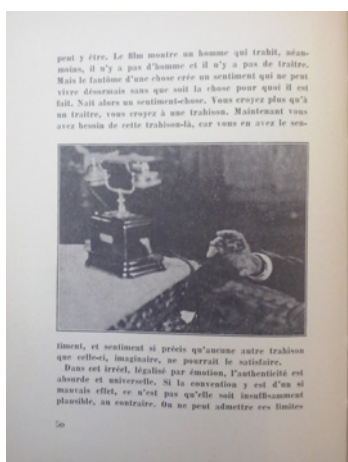 peut y être. Le film montre un homme qui trahit, néan-
moins, il n'y a pas d'homme et il n'y a pas de traître.
Mais le fantôme d'une chose crée un sentiment qui ne peut
vivre désormais sans que soit la chose pour quoi il est
fait. Naît alors un sentiment-chose. Vous croyez plus qu'à
un traître, vous croyez à une trahison. Maintenant vous
avez besoin de cette trahison-là, car vous en avez le sen-
timent, et sentiment si précis qu'aucune autre trahison
que celle-ci, imaginaire, ne pourrait le satisfaire.
Dans cet irréel, légalisé par émotion, l'authenticité est
absurde et universelle. Si la convention y est d'un si
mauvais effet, ce n'est pas qu'elle soit insuffisamment
plausible, au contraire. On ne peut admettre ces limites